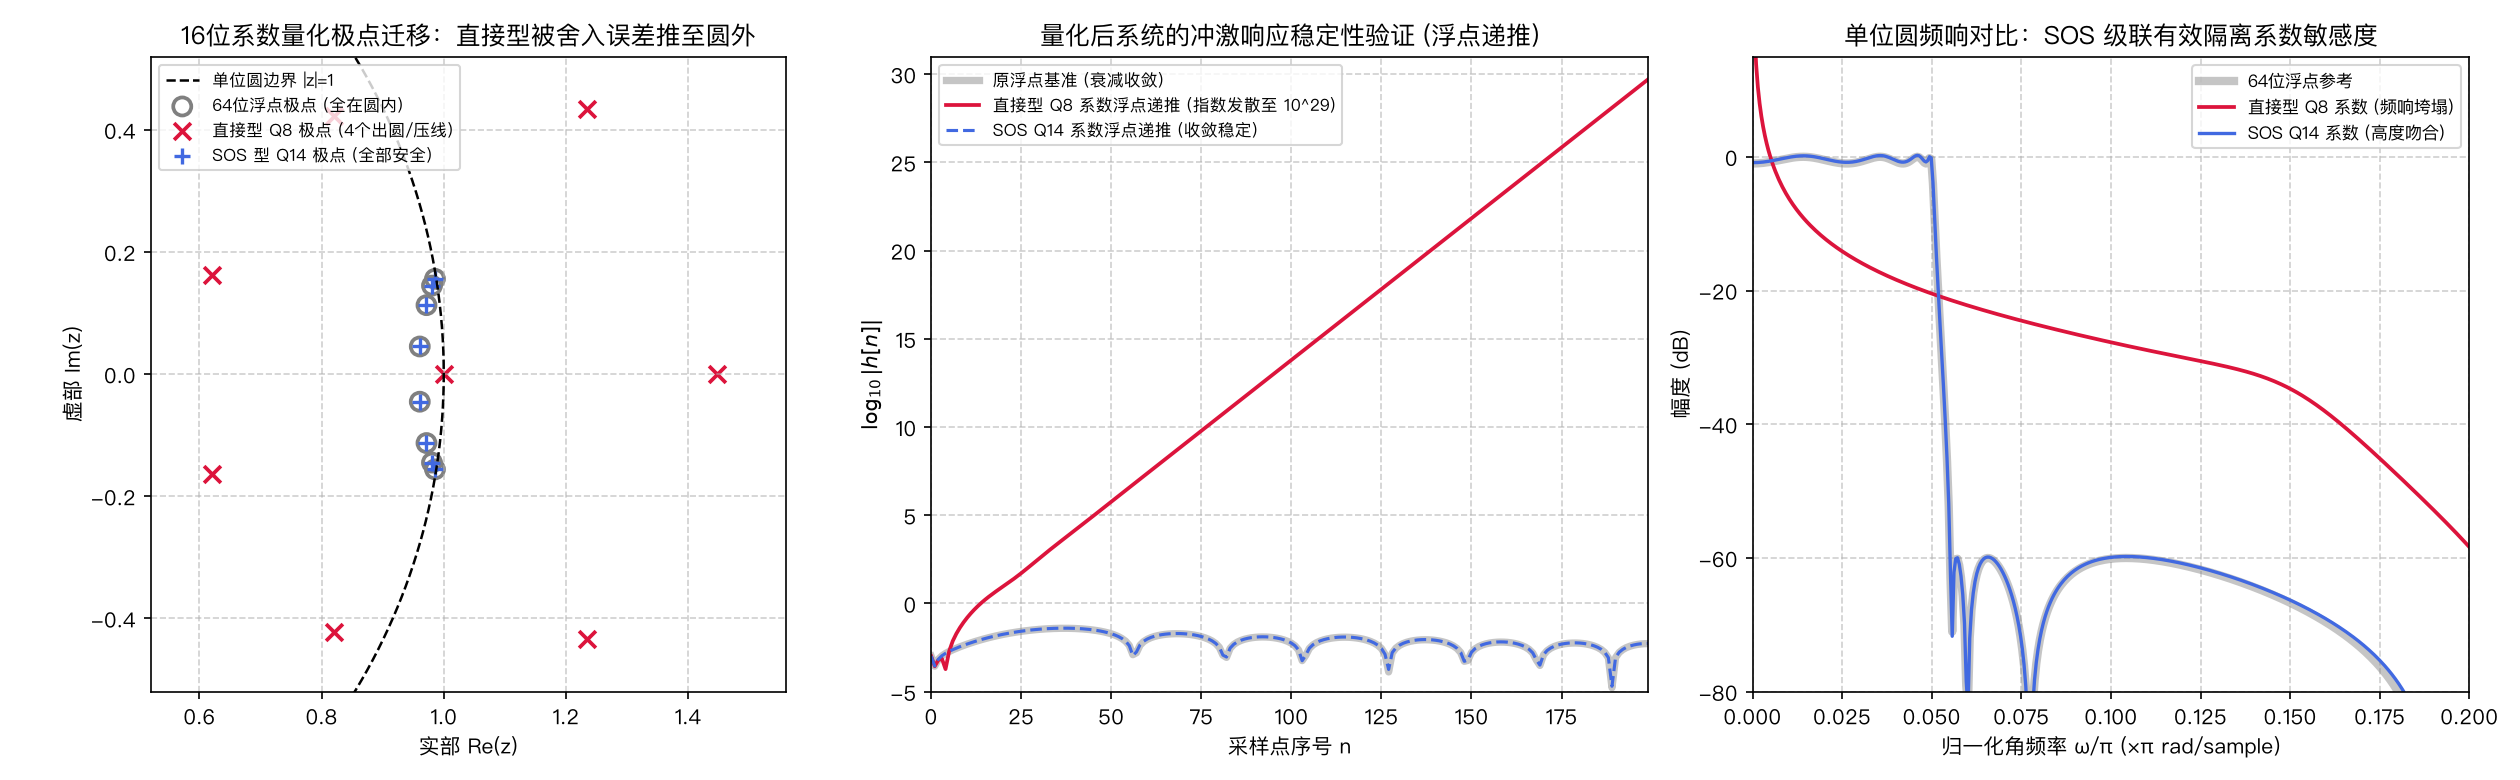 16位系数量化极点迁移：直接型被舍入误差推至圆外
单位圆边界 |z|=1
64位浮点极点 (全在圆内)
直接型 Q8 极点 (4个出圆/压线)
SOS 型 Q14 极点 (全部安全)
0.4
0.2
0.0
−0.2
−0.4
虚部 Im(z)
0.6
0.8
1.0
1.2
1.4
实部 Re(z)
量化后系统的冲激响应稳定性验证 (浮点递推)
原浮点基准 (衰减收敛)
直接型 Q8 系数浮点递推 (指数发散至 10^29)
SOS Q14 系数浮点递推 (收敛稳定)
30
25
20
15
10
5
0
−5
log₁₀|h[n]|
0
25
50
75
100
125
150
175
采样点序号 n
单位圆频响对比：SOS 级联有效隔离系数敏感度
64位浮点参考
直接型 Q8 系数 (频响垮塌)
SOS Q14 系数 (高度吻合)
0
−20
−40
−60
−80
幅度 (dB)
0.000
0.025
0.050
0.075
0.100
0.125
0.150
0.175
0.200
归一化角频率 ω/π (×π rad/sample)